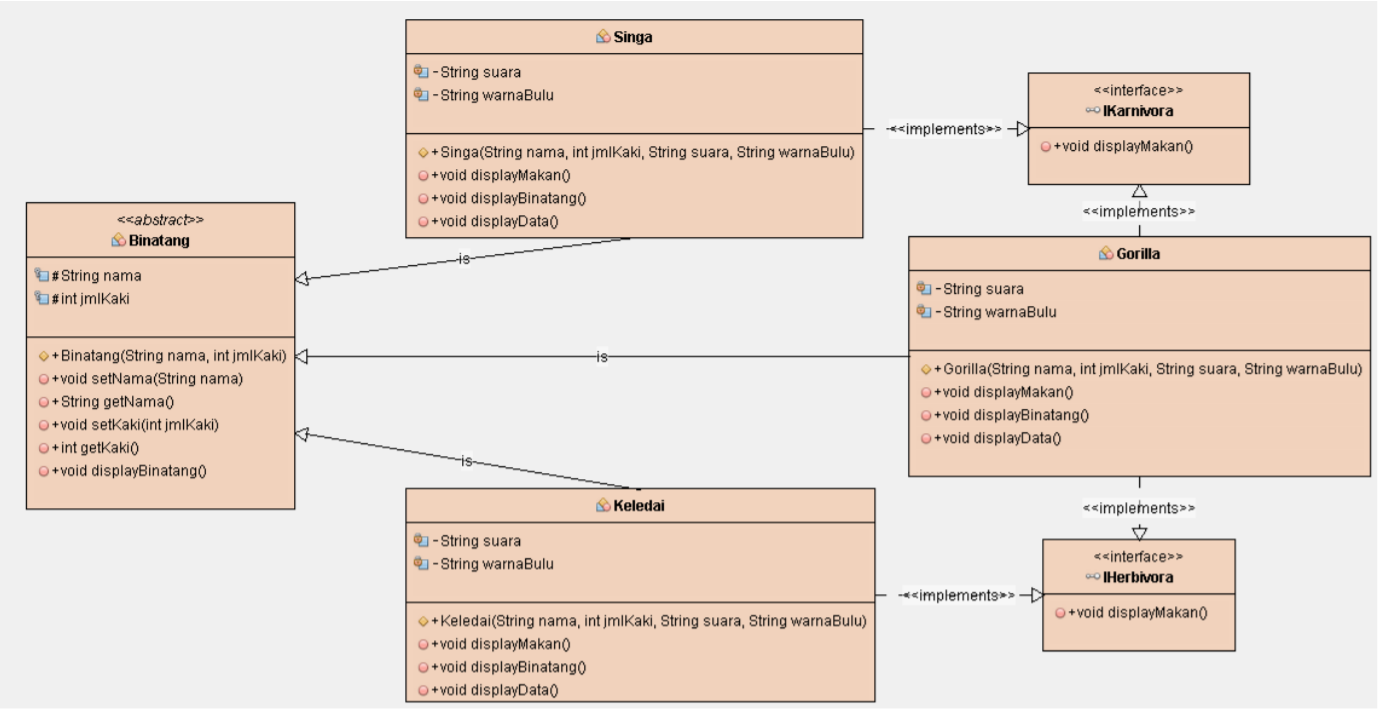 Singa
- String suara
- String warnaBulu
+ Singa(String nama, int jmlKaki, String suara, String warnaBulu)
+void displayMakan()
+void displayBinatang()
+void displayData()
<<implements>>
<<interface>>
IKarnivora
+void displayMakan()
<<implements>>
<<abstract>>
Binatang
# String nama
# int jmlKaki
+ Binatang(String nama, int jmlKaki)
+void setNama(String nama)
+String getNama()
+void setKaki(int jmlKaki)
+int getKaki()
+void displayBinatang()
is
is
is
Gorilla
- String suara
- String warnaBulu
+ Gorilla(String nama, int jmlKaki, String suara, String warnaBulu)
+void displayMakan()
+void displayBinatang()
+void displayData()
<<implements>>
Keledai
- String suara
- String warnaBulu
+ Keledai(String nama, int jmlKaki, String suara, String warnaBulu)
+void displayMakan()
+void displayBinatang()
+void displayData()
<<implements>>
<<interface>>
IHerbivora
+void displayMakan()